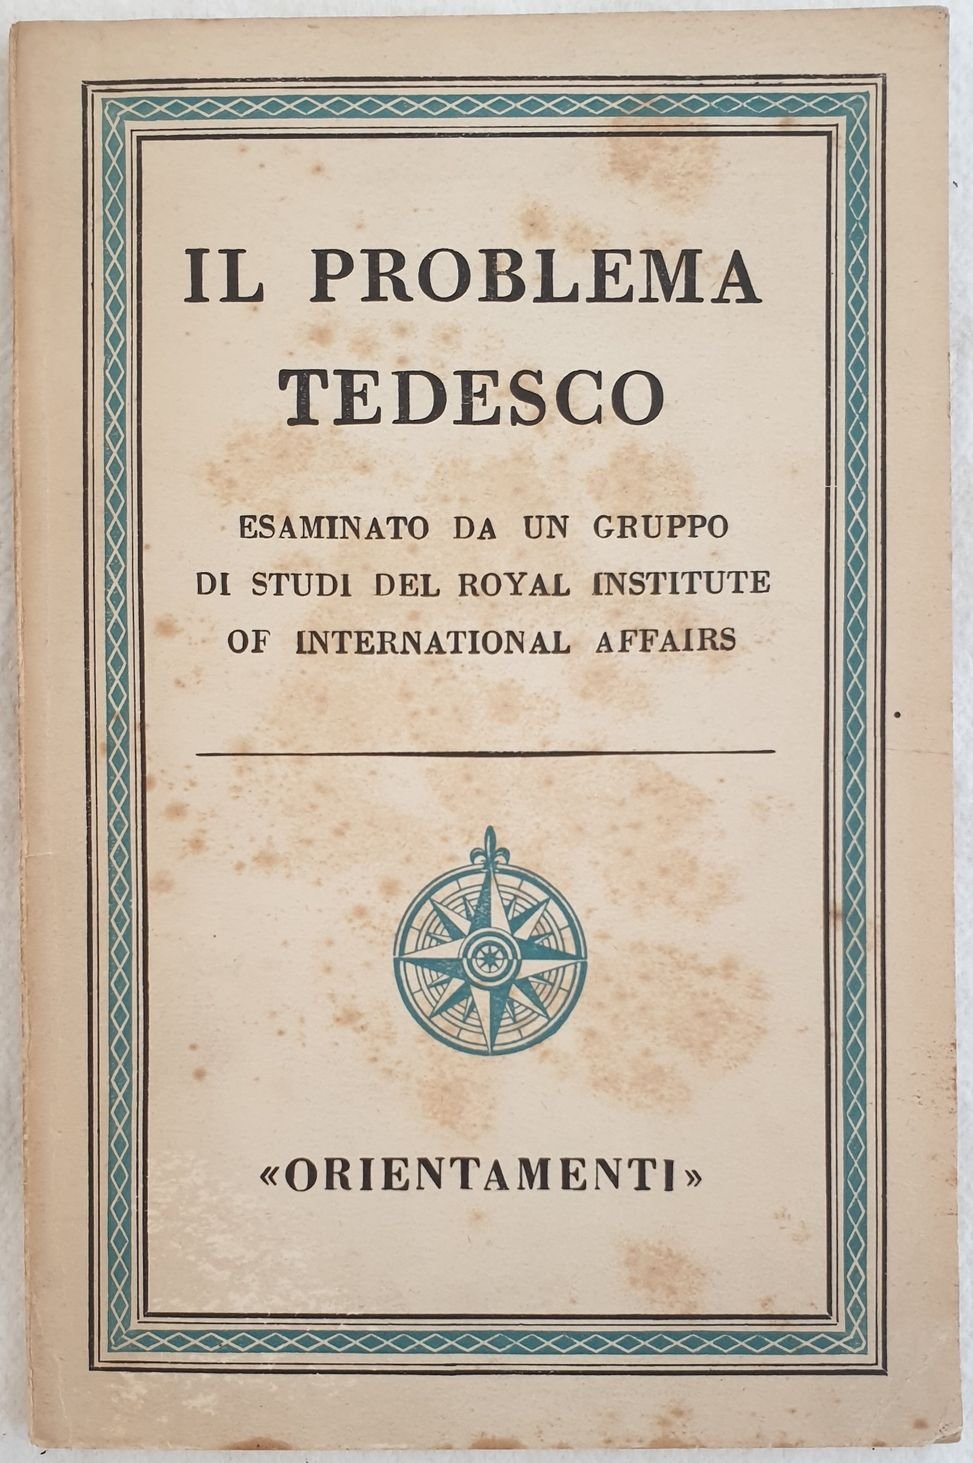 IL PROBLEMA
TEDESCO
ESAMINATO DA UN GRUPPO
DI STUDI DEL ROYAL INSTITUTE
OF INTERNATIONAL AFFAIRS
«ORIENTAMENTI»